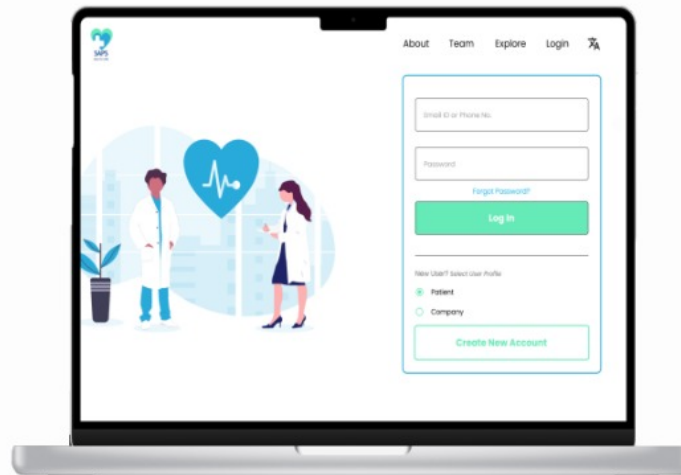 SAPS
About Team Explore Login
Email ID or Phone No.
Password
Forgot Password?
Log In
New User? Select User Profile
Patient
Company
Create New Account